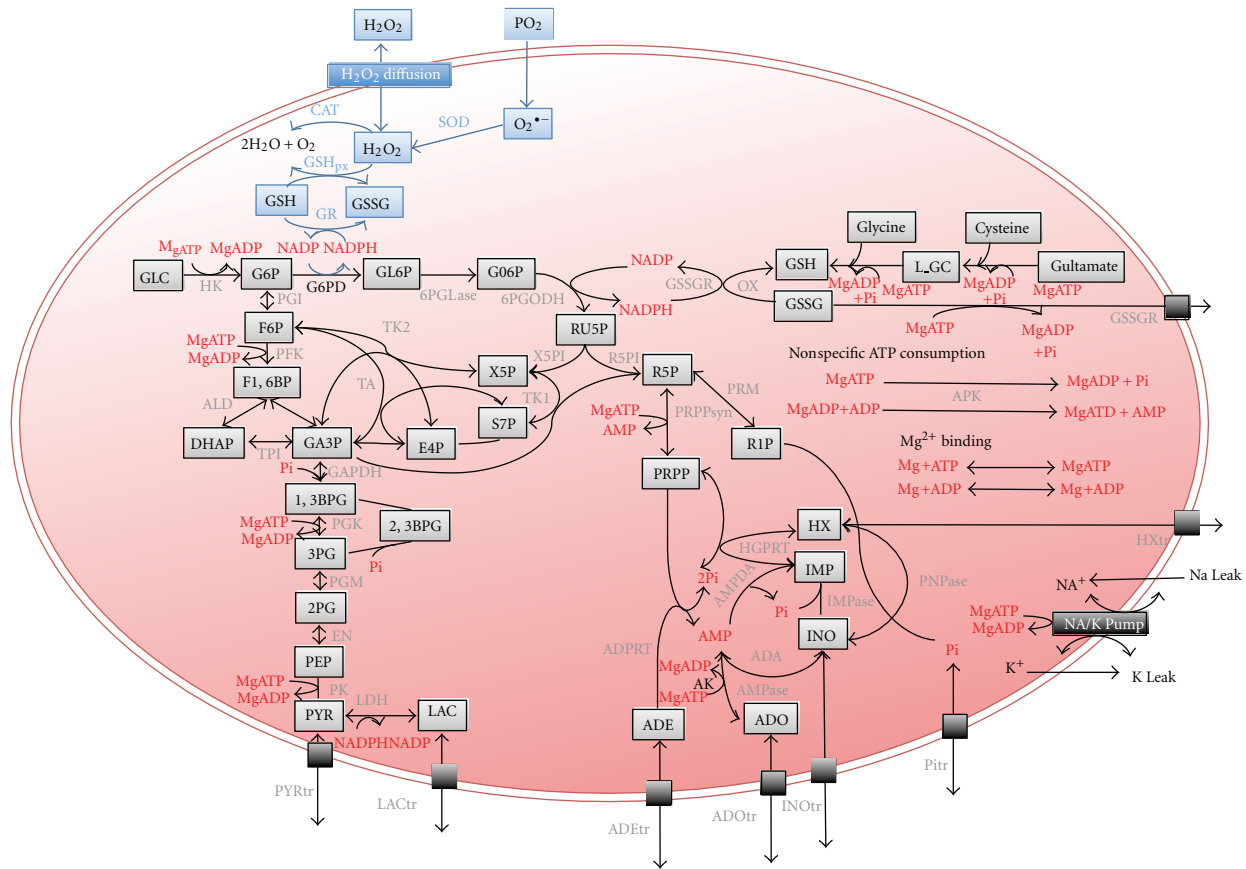 H2O2
PO2
H2O2 diffusion
CAT
SOD
O2•−
2H2O + O2
H2O2
GSHpx
GSH
GSSG
GR
MgATP
MgADP
NADP NADPH
GLC
HK
G6P
G6PD
GL6P
6PGLase
G06P
6PGODH
NADP
GSSGR
OX
NADPH
GSH
GSSG
Glycine
Cysteine
L_GC
Gultamate
MgADP
+Pi
MgATP
MgADP
+Pi
MgATP
GSSGR
MgATP
MgADP
+Pi
PGI
F6P
TK2
RU5P
MgATP
MgADP
PFK
X5PI
R5PI
Nonspecific ATP consumption
F1, 6BP
TA
X5P
R5P
PRM
MgATP
MgADP + Pi
APK
ALD
TK1
S7P
MgATP
AMP
PRPPsyn
MgADP+ADP
MgATD + AMP
DHAP
TPI
GA3P
E4P
R1P
Mg2+ binding
Pi
GAPDH
PRPP
Mg+ATP
MgATP
Mg+ADP
Mg+ADP
1, 3BPG
MgATP
MgADP
PGK
2, 3BPG
HX
HXtr
3PG
Pi
HGPRT
IMP
PGM
2Pi
AMPDA
Pi
IMPase
PNPase
NA+
Na Leak
2PG
EN
MgATP
MgADP
NA/K Pump
ADPRT
AMP
INO
Pi
PEP
MgADP
ADA
K+
K Leak
MgATP
MgADP
PK
LDH
AK
MgATP
AMPase
PYR
LAC
ADE
ADO
NADPHNADP
PYRtr
LACtr
ADEtr
ADOtr
INOtr
Pitr